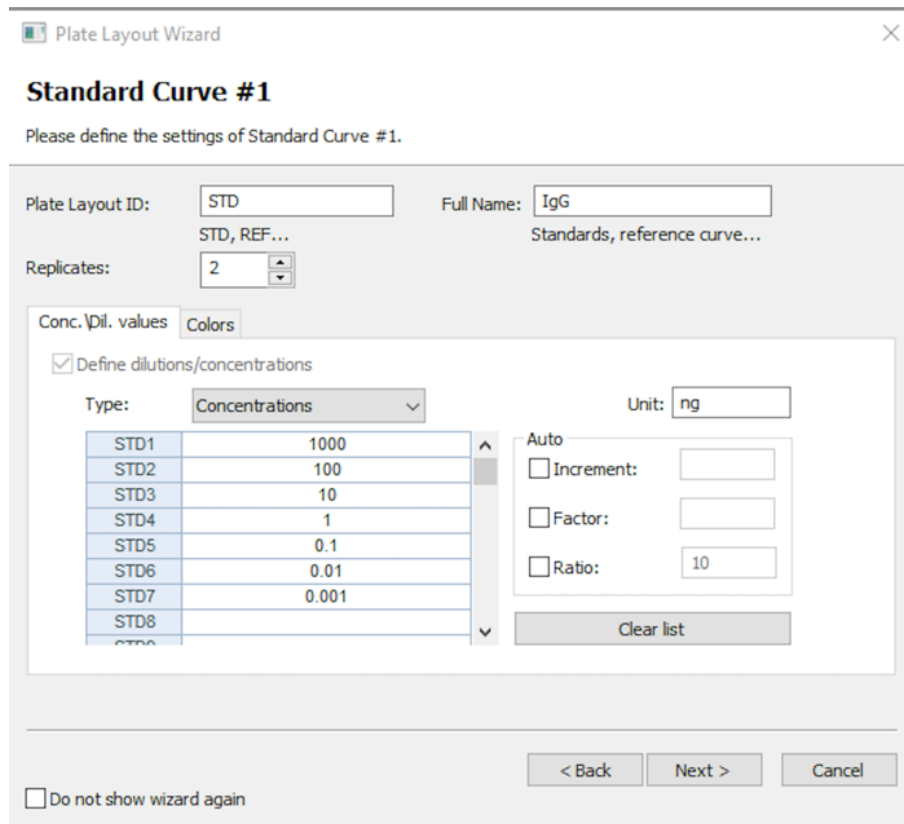 Plate Layout Wizard
Standard Curve #1
Please define the settings of Standard Curve #1.
Plate Layout ID: STD Full Name: IgG
STD, REF... Standards, reference curve...
Replicates: 2
Conc.\Dil. values Colors
Define dilutions/concentrations
Type: Concentrations Unit: ng
STD1 1000 Auto
STD2 100 Increment:
STD3 10
STD4 1 Factor:
STD5 0.1
STD6 0.01 Ratio: 10
STD7 0.001
STD8 Clear list
STD9
< Back Next > Cancel
Do not show wizard again